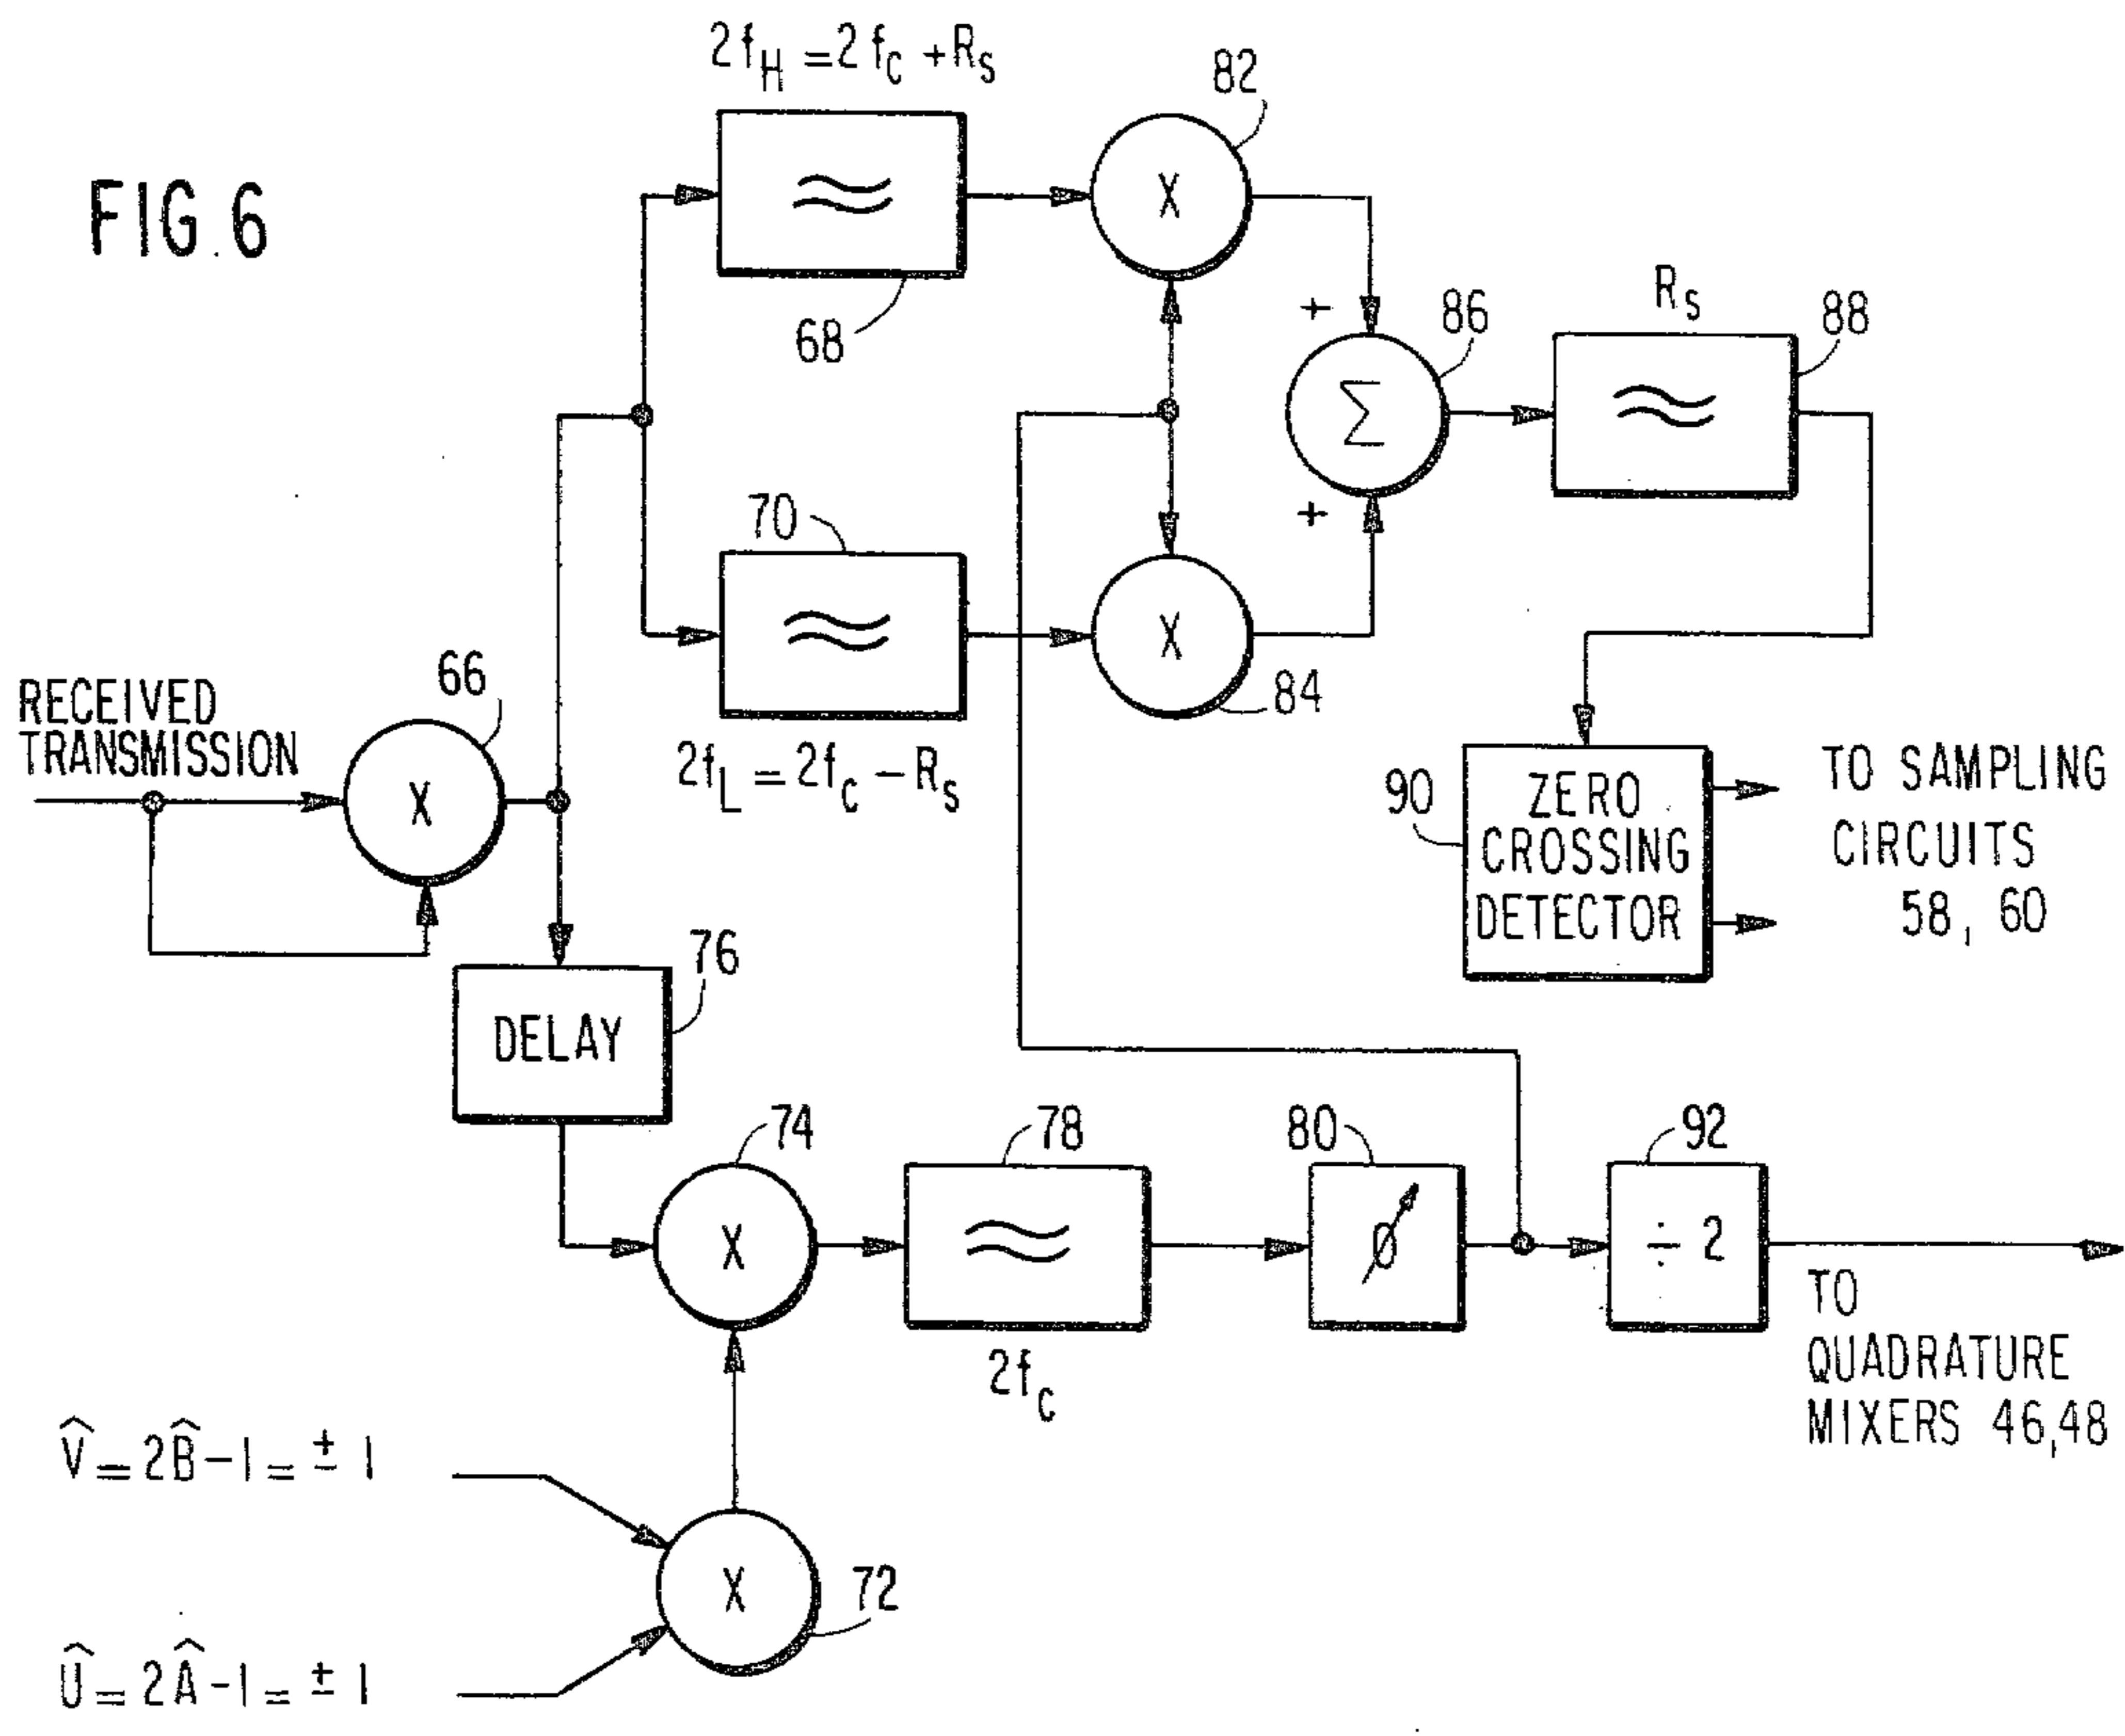 FIG. 6
2f_H = 2f_C + R_S
82
X
68
+
86
Σ
R_S
88
70
+
X
84
2f_L = 2f_C - R_S
RECEIVED
TRANSMISSION
66
X
90
ZERO
CROSSING
DETECTOR
TO SAMPLING
CIRCUITS
58, 60
76
DELAY
74
X
78
2f_C
80
ϕ
92
÷ 2
TO
QUADRATURE
MIXERS 46,48
V̂ = 2B̂ - 1 = ± 1
X
72
Û = 2Â - 1 = ± 1